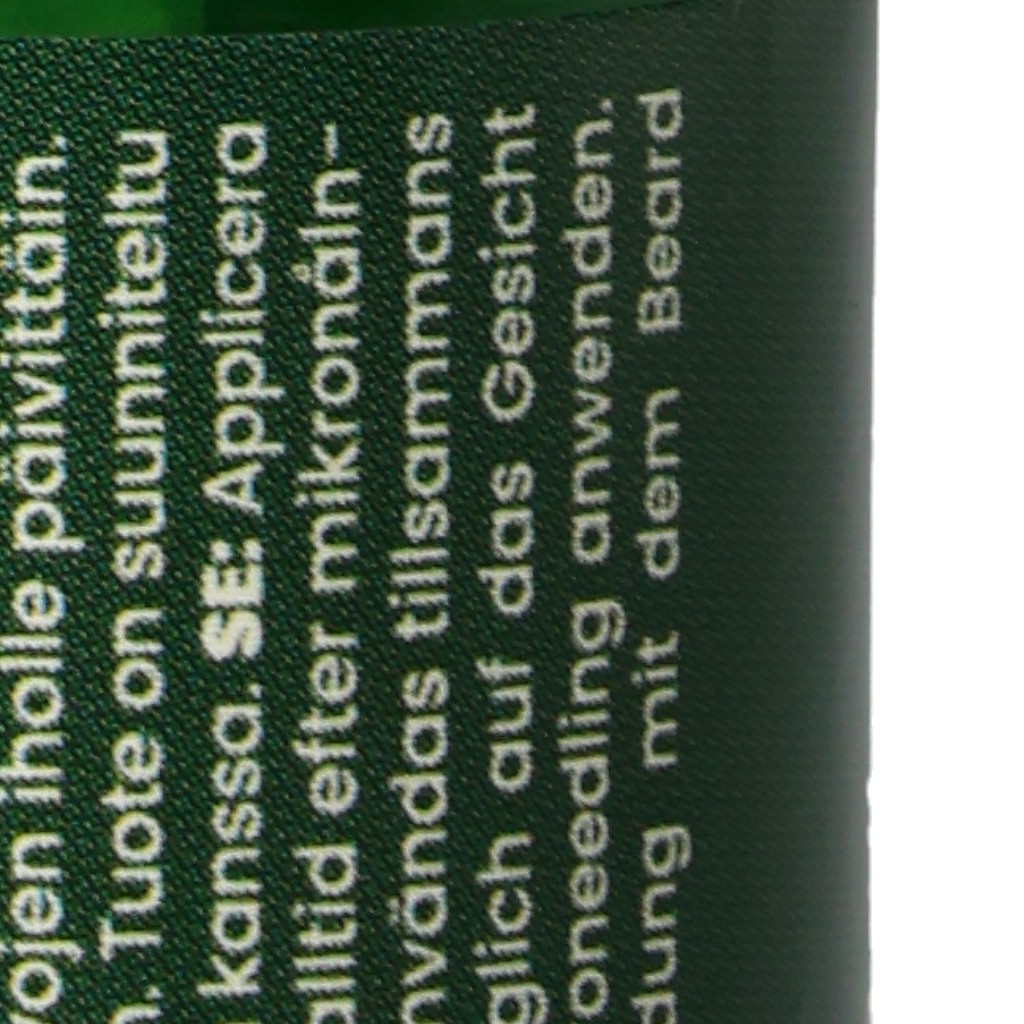 vojen iholle päivittäin.
n. Tuote on suunniteltu
kanssa. SE: Applicera
alltid efter mikronåln-
nvändas tillsammans
glich auf das Gesicht
oneedling anwenden.
dung mit dem Beard